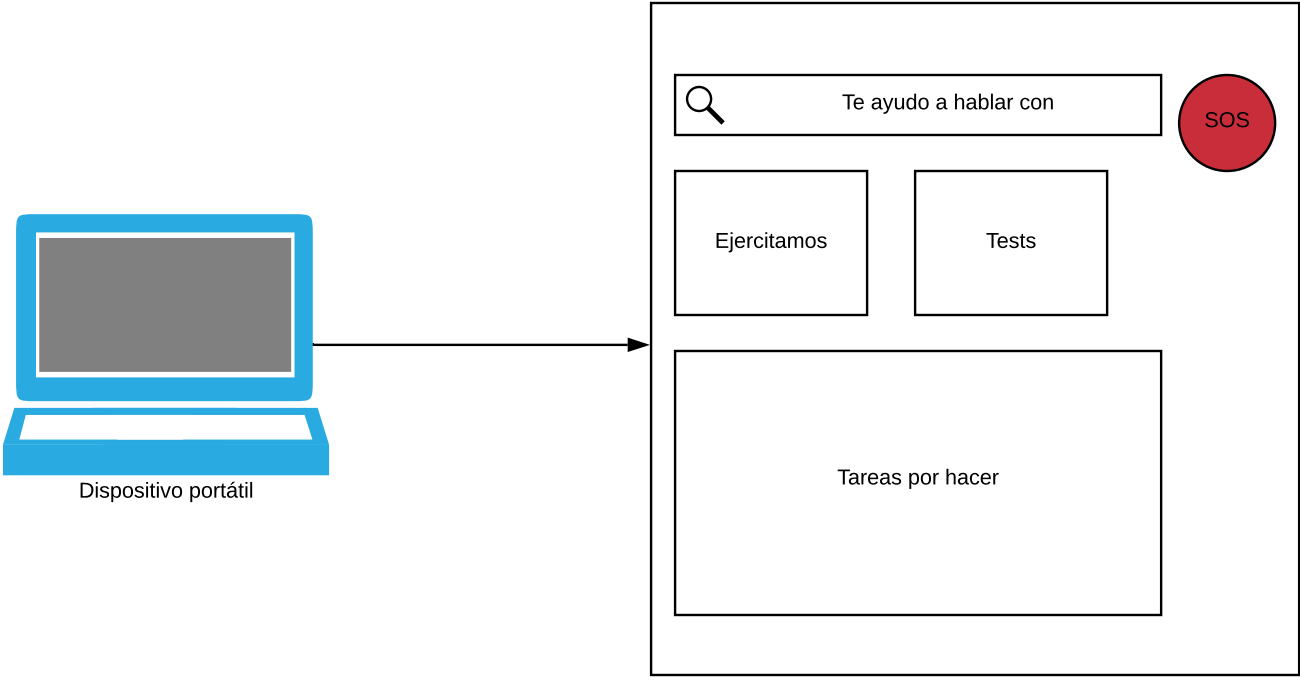 Te ayudo a hablar con
SOS
Ejercitamos
Tests
Tareas por hacer
Dispositivo portátil